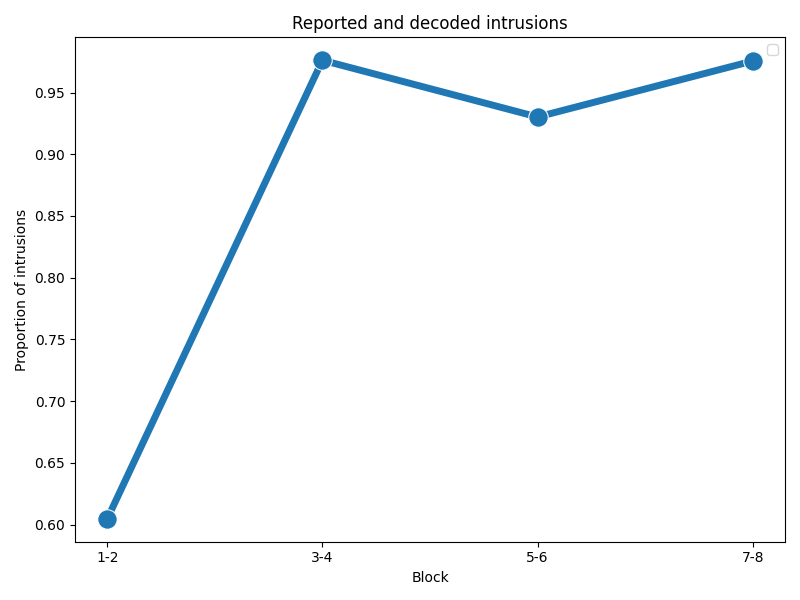 Reported and decoded intrusions
Proportion of intrusions
0.95
0.90
0.85
0.80
0.75
0.70
0.65
0.60
1-2 3-4 5-6 7-8
Block